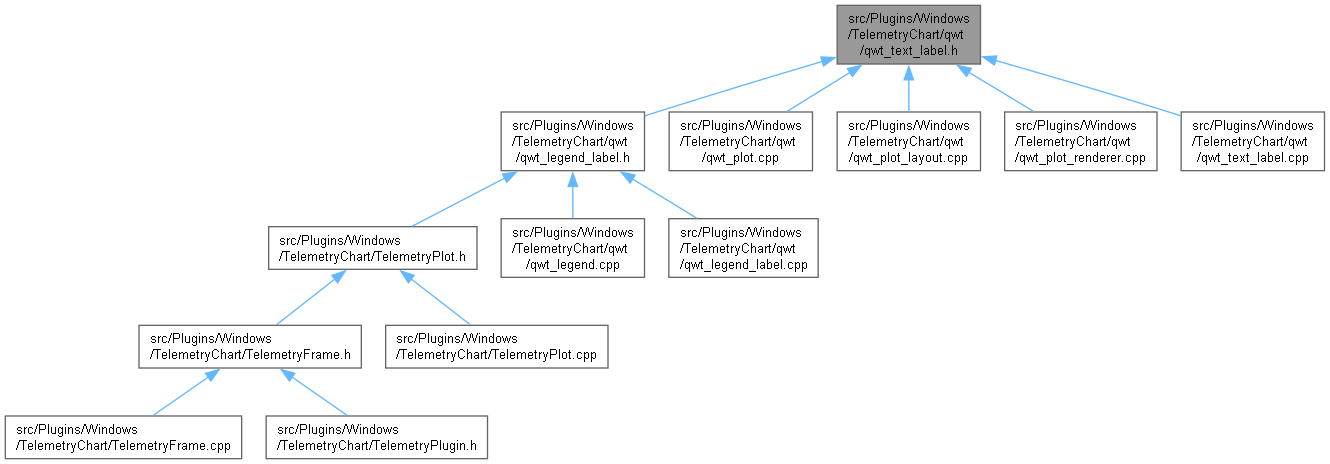 src/Plugins/Windows
/TelemetryChart/qwt
/qwt_text_label.h
src/Plugins/Windows
/TelemetryChart/qwt
/qwt_legend_label.h
src/Plugins/Windows
/TelemetryChart/qwt
/qwt_plot.cpp
src/Plugins/Windows
/TelemetryChart/qwt
/qwt_plot_layout.cpp
src/Plugins/Windows
/TelemetryChart/qwt
/qwt_plot_renderer.cpp
src/Plugins/Windows
/TelemetryChart/qwt
/qwt_text_label.cpp
src/Plugins/Windows
/TelemetryChart/TelemetryPlot.h
src/Plugins/Windows
/TelemetryChart/qwt
/qwt_legend.cpp
src/Plugins/Windows
/TelemetryChart/qwt
/qwt_legend_label.cpp
src/Plugins/Windows
/TelemetryChart/TelemetryFrame.h
src/Plugins/Windows
/TelemetryChart/TelemetryPlot.cpp
src/Plugins/Windows
/TelemetryChart/TelemetryFrame.cpp
src/Plugins/Windows
/TelemetryChart/TelemetryPlugin.h